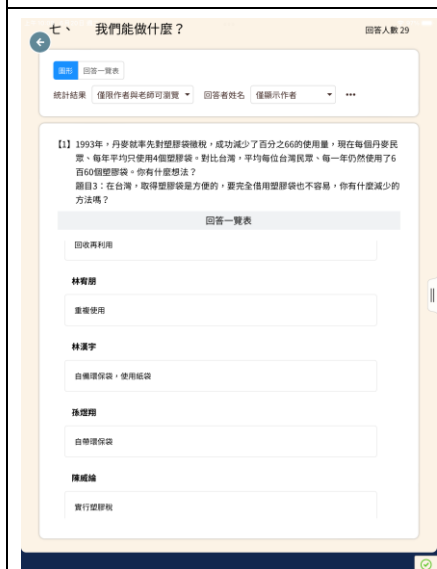 七、 我們能做什麼？
回答人數 29
圖形 回答一覽表
統計結果 僅限作者與老師可瀏覽 回答者姓名 僅顯示作者 •••
【1】1993年，丹麥就率先對塑膠袋徵稅，成功減少了百分之66的使用量，現在每個丹麥民
眾、每年平均只使用4個塑膠袋。對比台灣，平均每位台灣民眾、每一年仍然使用了6
百60個塑膠袋。你有什麼想法？
題目3：在台灣，取得塑膠袋是方便的，要完全借用塑膠袋也不容易，你有什麼減少的
方法嗎？
回答一覽表
回收再利用
林宥朋
重複使用
林漢宇
自備環保袋，使用紙袋
孫煜翔
自帶環保袋
陳威綸
實行塑膠稅